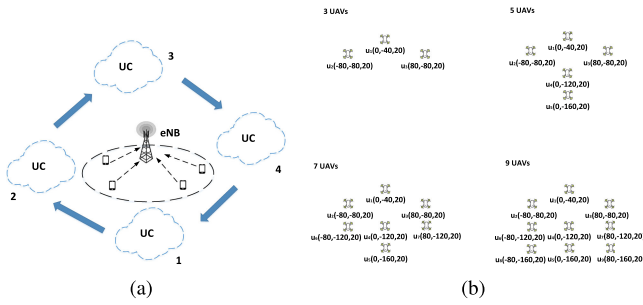 3
UC
eNB
UC
UC
4
2
UC
1
(a)
3 UAVs
u₁(0,-40,20)
u₂(-80,-80,20) u₃(80,-80,20)
5 UAVs
u₁(0,-40,20)
u₂(-80,-80,20) u₃(80,-80,20)
u₄(0,-120,20)
u₅(0,-160,20)
7 UAVs
u₁(0,-40,20)
u₂(-80,-80,20) u₃(80,-80,20)
u₆(-80,-120,20) u₄(0,-120,20) u₇(80,-120,20)
u₅(0,-160,20)
9 UAVs
u₁(0,-40,20)
u₂(-80,-80,20) u₃(80,-80,20)
u₆(-80,-120,20) u₄(0,-120,20) u₇(80,-120,20)
u₈(-80,-160,20) u₅(0,-160,20) u₉(80,-160,20)
(b)